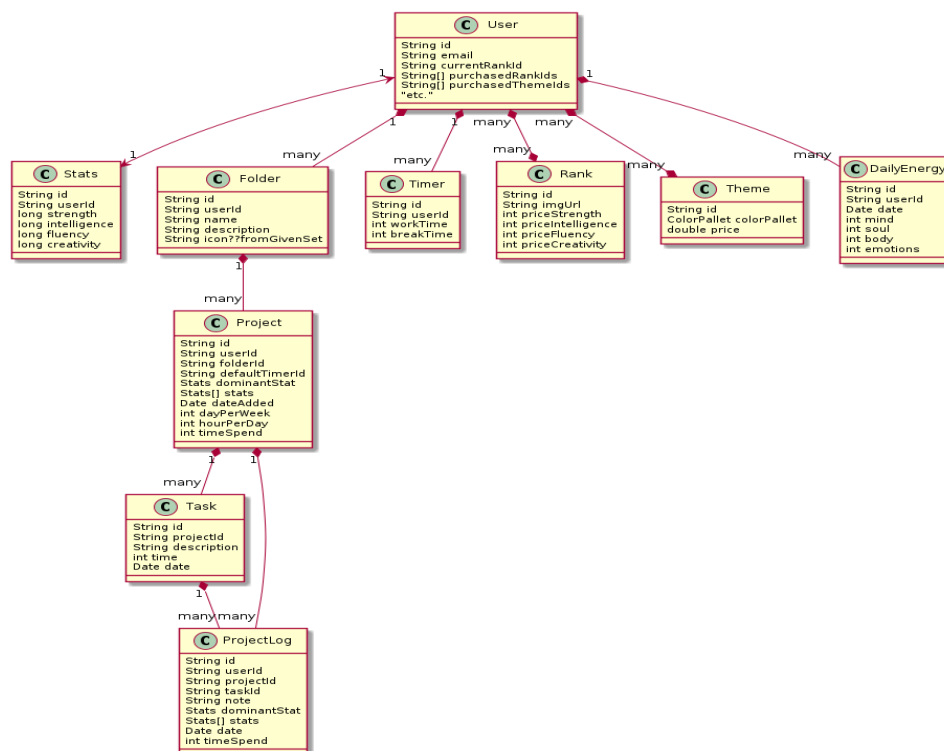 C User
String id
String email
String currentRankId
String[] purchasedRankIds
String[] purchasedThemeIds
"etc."
1
1
1
1
many
many
1
many
many
many
many
many
C Stats
String id
String userId
long strength
long intelligence
long fluency
long creativity
C Folder
String id
String userId
String name
String description
String icon??fromGivenSet
C Timer
String id
String userId
int workTime
int breakTime
C Rank
String id
String imgUrl
int priceStrength
int priceIntelligence
int priceFluency
int priceCreativity
C Theme
String id
ColorPallet colorPallet
double price
C DailyEnergy
String id
String userId
Date date
int mind
int soul
int body
int emotions
1
many
C Project
String id
String userId
String folderId
String defaultTimerId
Stats dominantStat
Stats[] stats
Date dateAdded
int dayPerWeek
int hourPerDay
int timeSpend
1
1
many
C Task
String id
String projectId
String description
int time
Date date
1
many
many
C ProjectLog
String id
String userId
String projectId
String taskId
String note
Stats dominantStat
Stats[] stats
Date date
int timeSpend